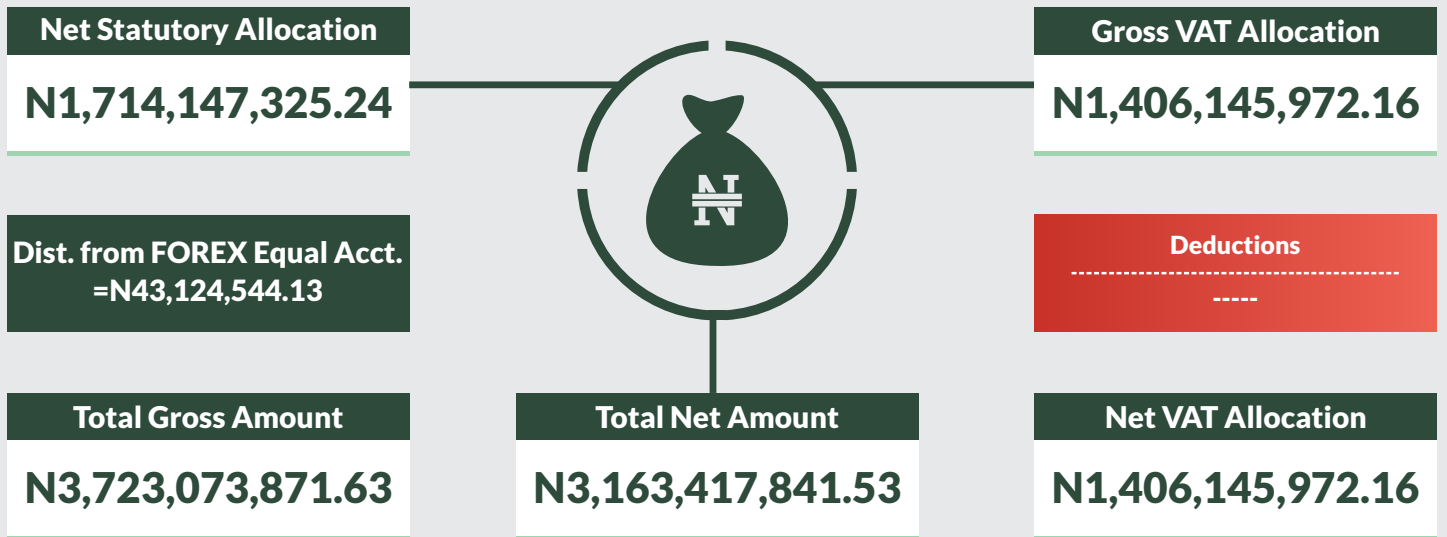 Net Statutory Allocation
N1,714,147,325.24
Gross VAT Allocation
N1,406,145,972.16
₦
Dist. from FOREX Equal Acct.
=N43,124,544.13
Deductions
--------------------------------------------
-----
Total Gross Amount
N3,723,073,871.63
Total Net Amount
N3,163,417,841.53
Net VAT Allocation
N1,406,145,972.16